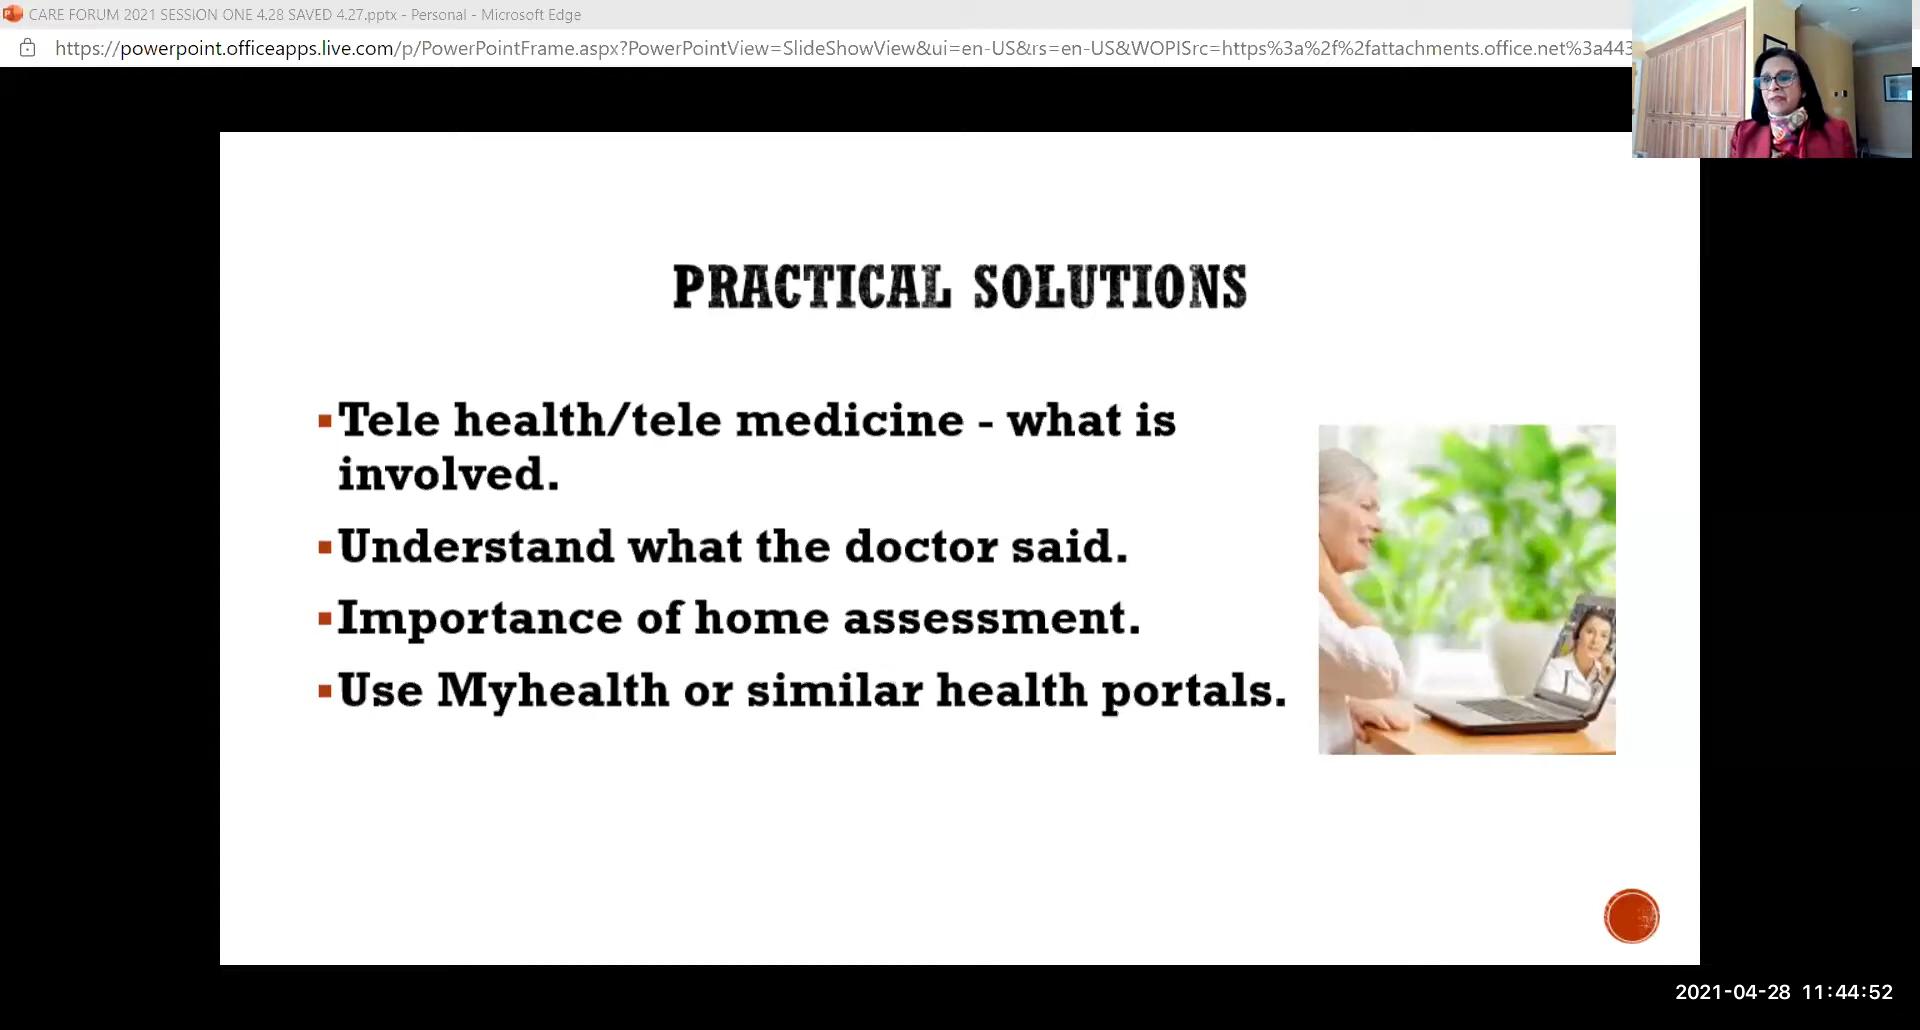 CARE FORUM 2021 SESSION ONE 4.28 SAVED 4.27.pptx - Personal - Microsoft Edge
https://powerpoint.officeapps.live.com/p/PowerPointFrame.aspx?PowerPointView=SlideShowView&ui=en-US&rs=en-US&WOPISrc=https%3a%2f%2fattachments.office.net%3a443
PRACTICAL SOLUTIONS
▪Tele health/tele medicine - what is
involved.
▪Understand what the doctor said.
▪Importance of home assessment.
▪Use Myhealth or similar health portals.
2021-04-28 11:44:52